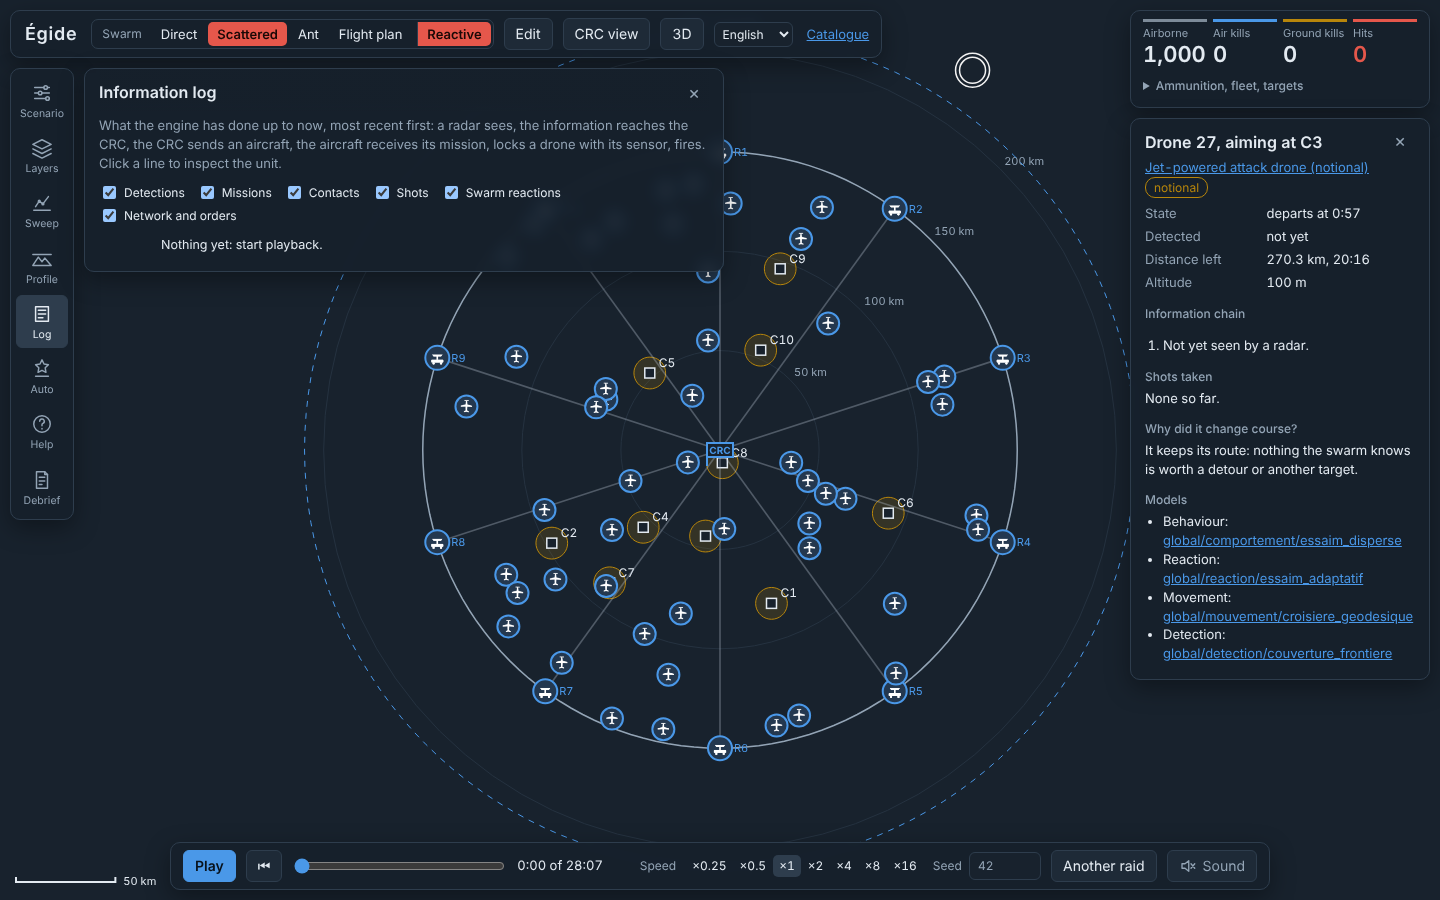 Égide
Swarm Direct Scattered Ant Flight plan Reactive
Edit
CRC view
3D
English
Catalogue
Airborne
1,000
Air kills
0
Ground kills
0
Hits
0
Ammunition, fleet, targets
Scenario
Layers
Sweep
Profile
Log
Auto
Help
Debrief
Information log
What the engine has done up to now, most recent first: a radar sees, the information reaches the
CRC, the CRC sends an aircraft, the aircraft receives its mission, locks a drone with its sensor, fires.
Click a line to inspect the unit.
Detections Missions Contacts Shots Swarm reactions
Network and orders
Nothing yet: start playback.
Drone 27, aiming at C3
Jet-powered attack drone (notional)
notional
State departs at 0:57
Detected not yet
Distance left 270.3 km, 20:16
Altitude 100 m
Information chain
1. Not yet seen by a radar.
Shots taken
None so far.
Why did it change course?
It keeps its route: nothing the swarm knows
is worth a detour or another target.
Models
• Behaviour:
global/comportement/essaim_disperse
• Reaction:
global/reaction/essaim_adaptatif
• Movement:
global/mouvement/croisiere_geodesique
• Detection:
global/detection/couverture_frontiere
R1
200 km
R2
150 km
C9
100 km
C10
R9
C5
50 km
R3
CRC
C8
C6
C4
C2
R8
R4
C7
C1
R7
R5
R6
50 km
Play
0:00 of 28:07
Speed ×0.25 ×0.5 ×1 ×2 ×4 ×8 ×16
Seed 42
Another raid
Sound